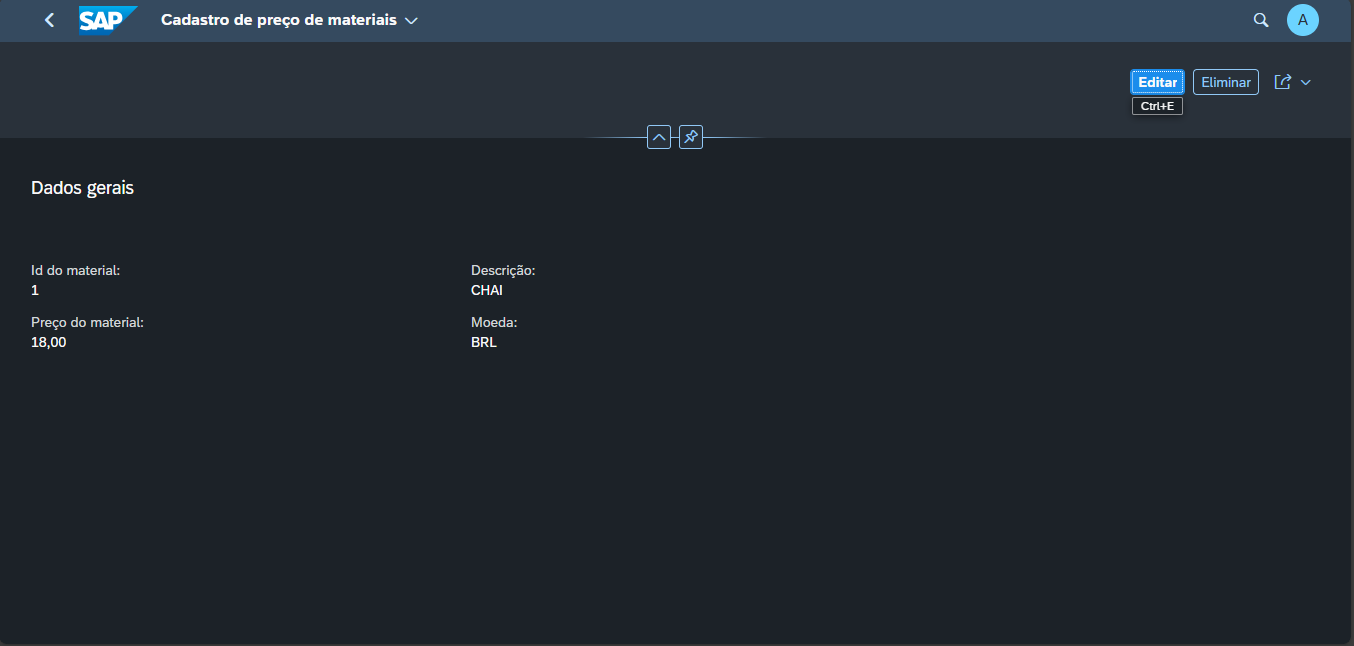 SAP Cadastro de preço de materiais A
Editar Eliminar
Ctrl+E
Dados gerais
Id do material: Descrição:
1 CHAI
Preço do material: Moeda:
18,00 BRL